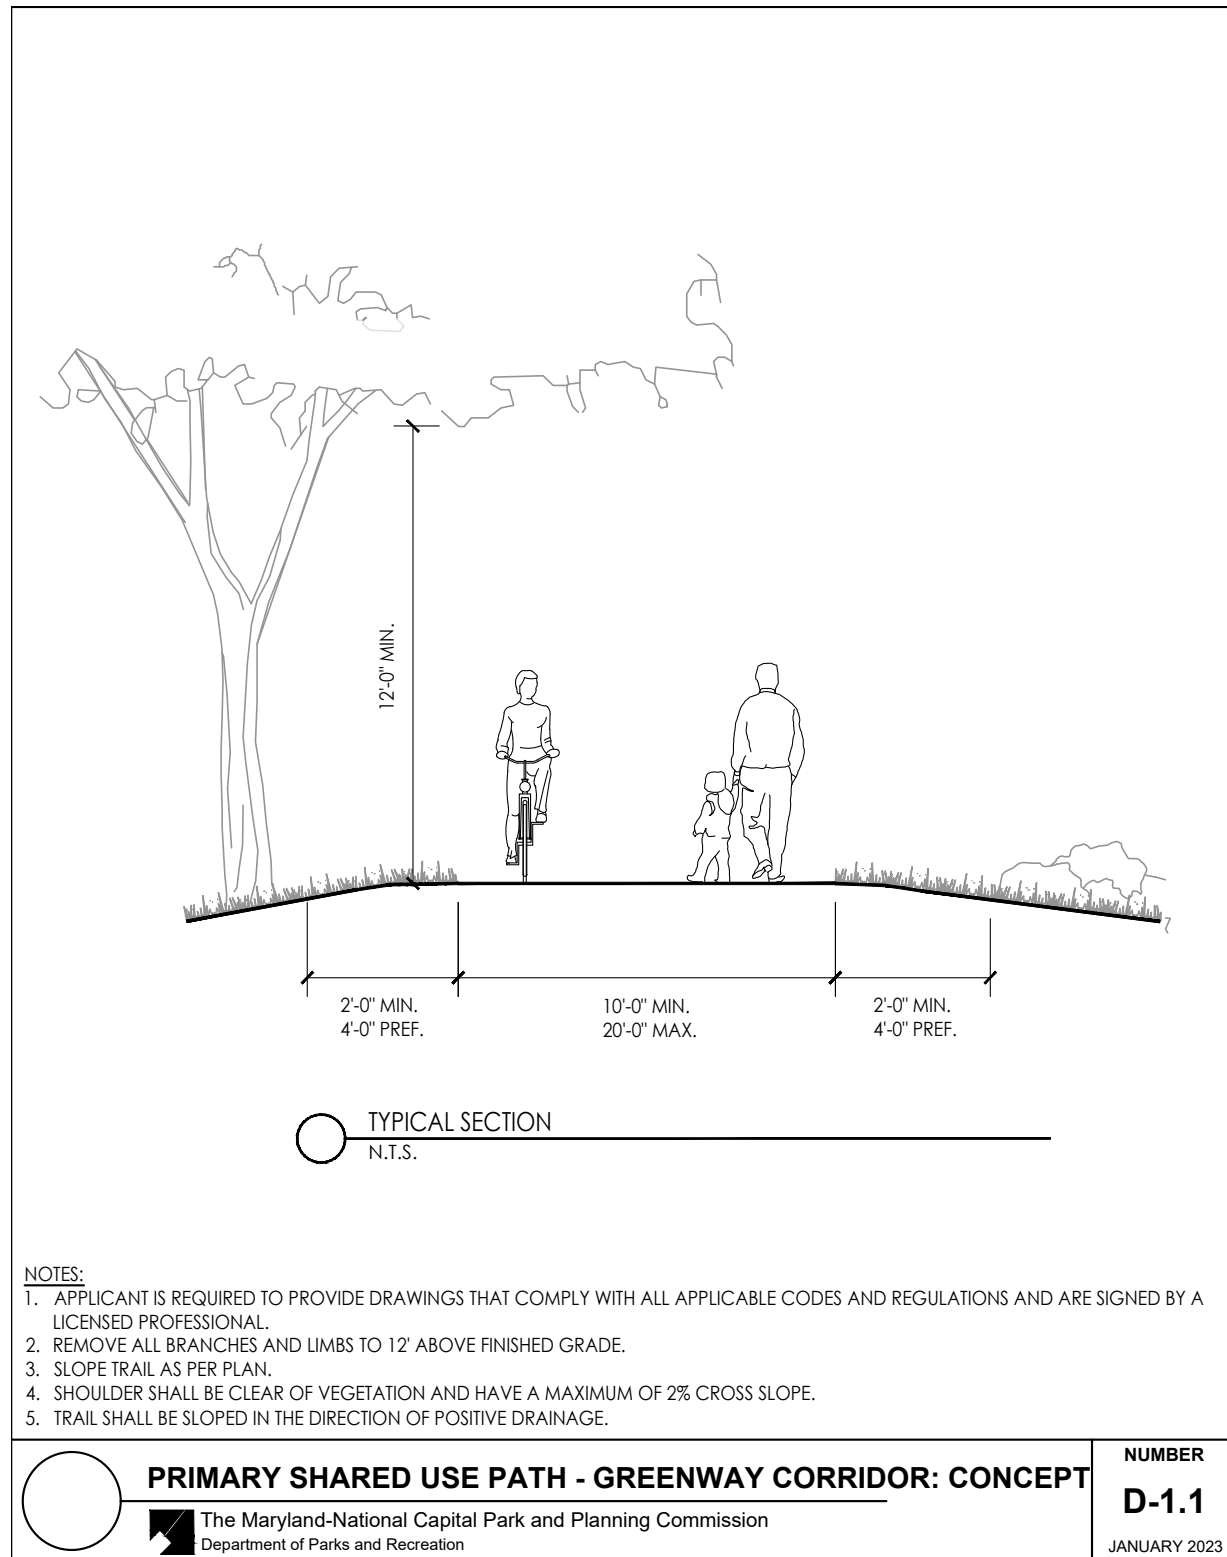 12'-0" MIN.
2'-0" MIN.
4'-0" PREF.
10'-0" MIN.
20'-0" MAX.
2'-0" MIN.
4'-0" PREF.
TYPICAL SECTION
N.T.S.
NOTES:
1. APPLICANT IS REQUIRED TO PROVIDE DRAWINGS THAT COMPLY WITH ALL APPLICABLE CODES AND REGULATIONS AND ARE SIGNED BY A
LICENSED PROFESSIONAL.
2. REMOVE ALL BRANCHES AND LIMBS TO 12' ABOVE FINISHED GRADE.
3. SLOPE TRAIL AS PER PLAN.
4. SHOULDER SHALL BE CLEAR OF VEGETATION AND HAVE A MAXIMUM OF 2% CROSS SLOPE.
5. TRAIL SHALL BE SLOPED IN THE DIRECTION OF POSITIVE DRAINAGE.
PRIMARY SHARED USE PATH - GREENWAY CORRIDOR: CONCEPT
The Maryland-National Capital Park and Planning Commission
Department of Parks and Recreation
NUMBER
D-1.1
JANUARY 2023